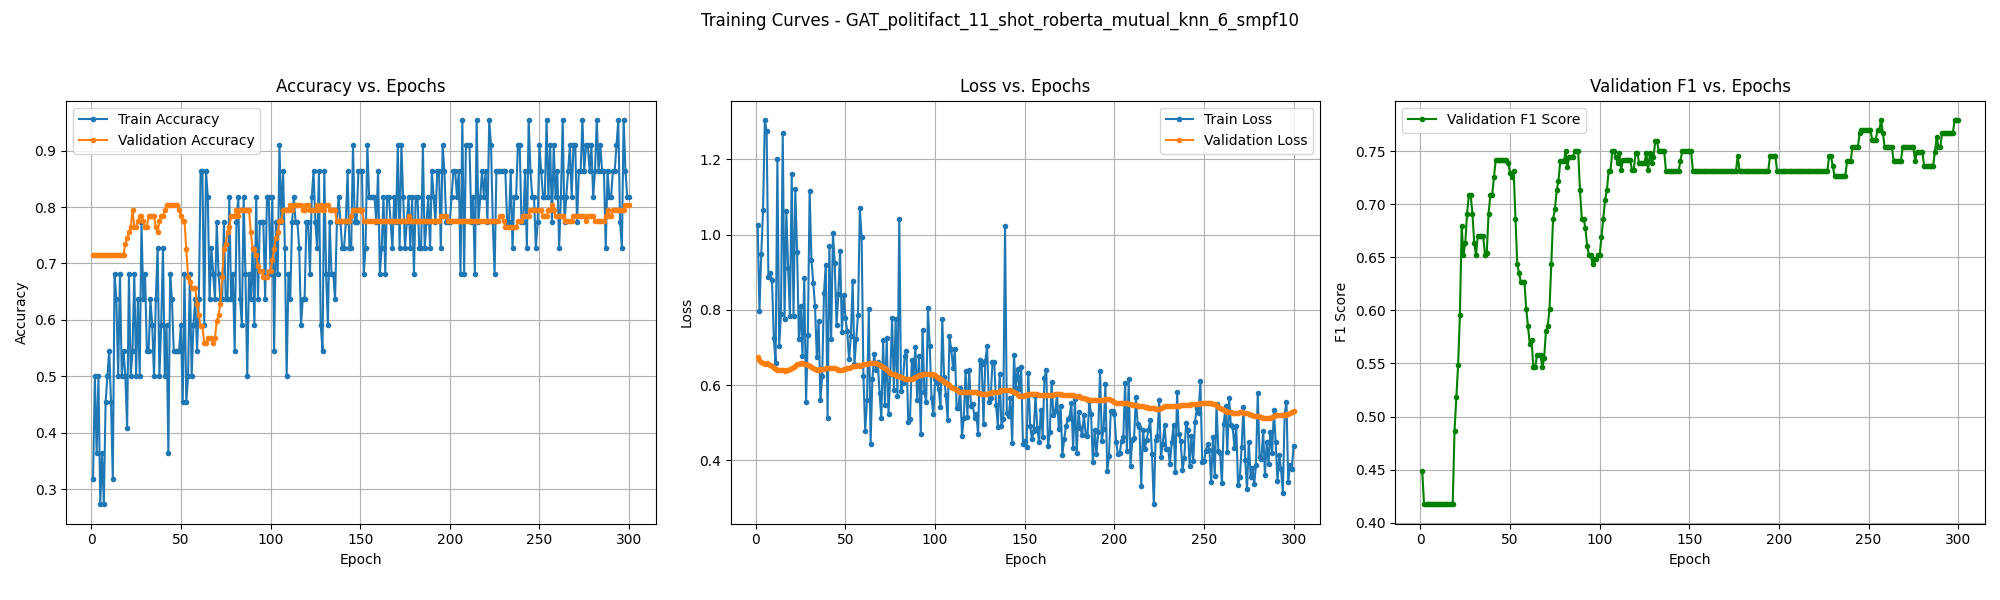 Training Curves - GAT_politifact_11_shot_roberta_mutual_knn_6_smpf10
Accuracy vs. Epochs
Train Accuracy
Validation Accuracy
Accuracy
0.9
0.8
0.7
0.6
0.5
0.4
0.3
0 50 100 150 200 250 300
Epoch
Loss vs. Epochs
Train Loss
Validation Loss
Loss
1.2
1.0
0.8
0.6
0.4
0 50 100 150 200 250 300
Epoch
Validation F1 vs. Epochs
Validation F1 Score
F1 Score
0.75
0.70
0.65
0.60
0.55
0.50
0.45
0.40
0 50 100 150 200 250 300
Epoch